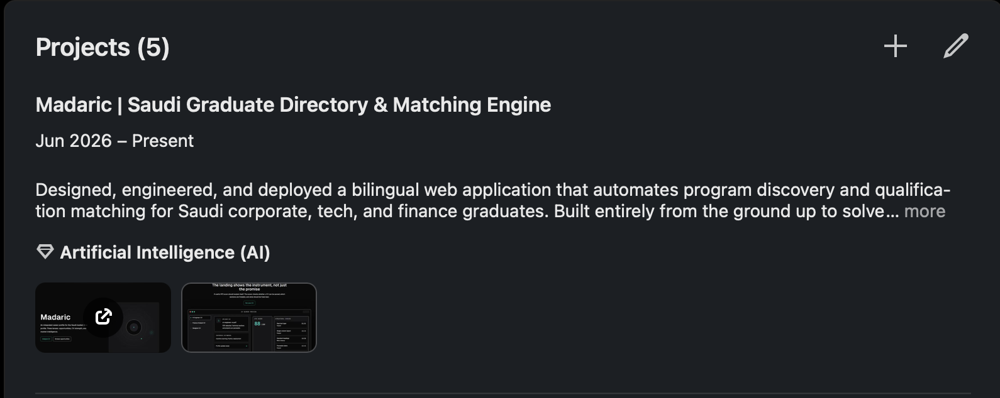 Projects (5)
Madaric | Saudi Graduate Directory & Matching Engine
Jun 2026 – Present
Designed, engineered, and deployed a bilingual web application that automates program discovery and qualifica-
tion matching for Saudi corporate, tech, and finance graduates. Built entirely from the ground up to solve... more
Artificial Intelligence (AI)
Madaric
The landing shows the instrument, not just
the promise
88